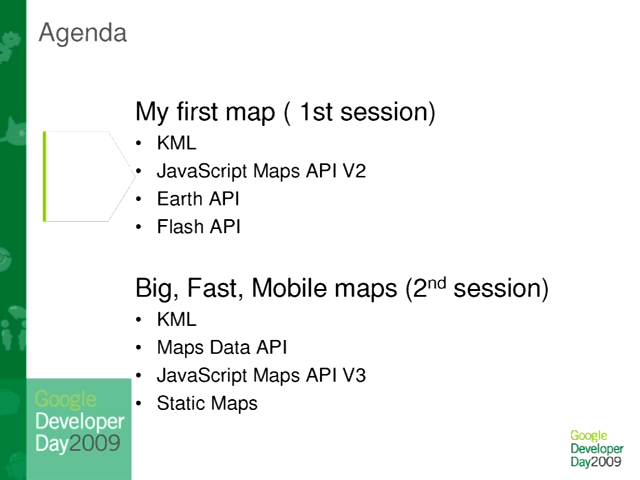 Agenda
My first map ( 1st session)
• KML
• JavaScript Maps API V2
• Earth API
• Flash API
Big, Fast, Mobile maps (2nd session)
• KML
• Maps Data API
• JavaScript Maps API V3
• Static Maps
Google
Developer
Day2009
Google
Developer
Day2009